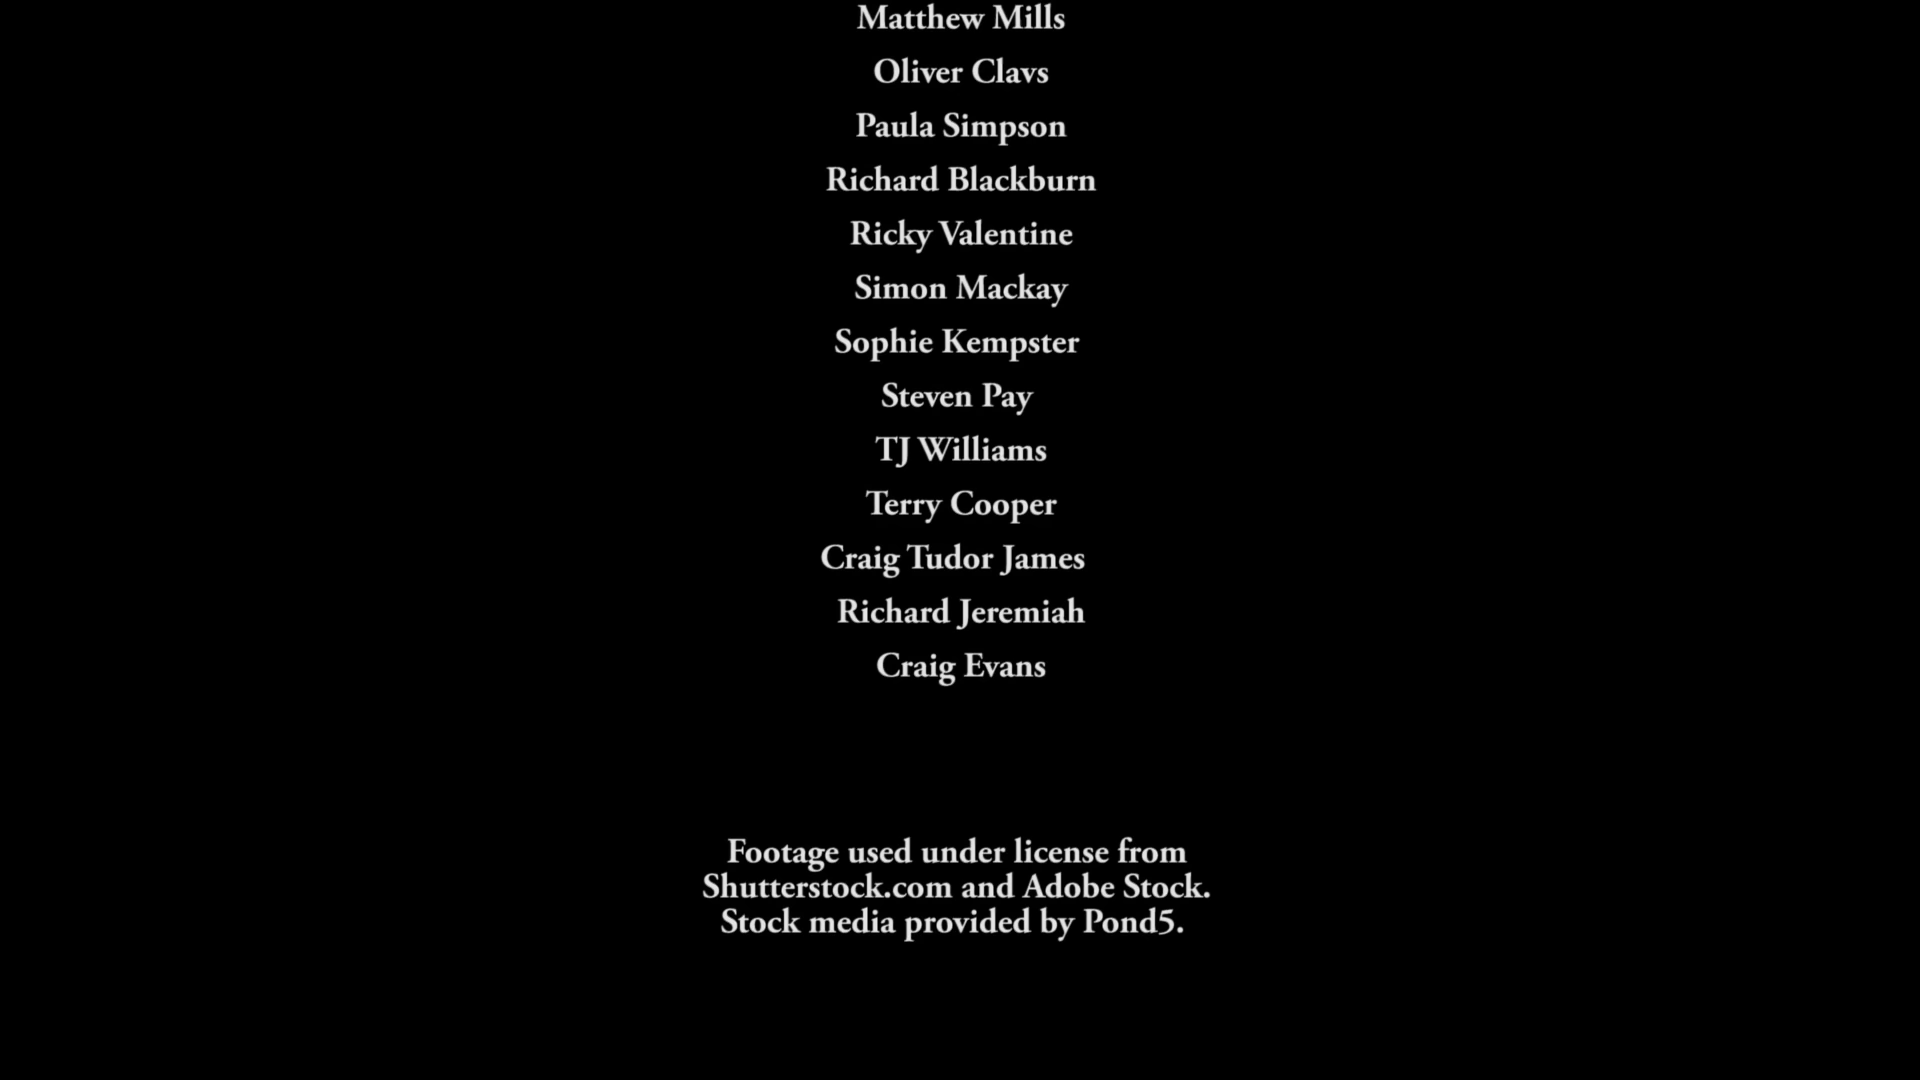 Matthew Mills
Oliver Clavs
Paula Simpson
Richard Blackburn
Ricky Valentine
Simon Mackay
Sophie Kempster
Steven Pay
TJ Williams
Terry Cooper
Craig Tudor James
Richard Jeremiah
Craig Evans
Footage used under license from
Shutterstock.com and Adobe Stock.
Stock media provided by Pond5.